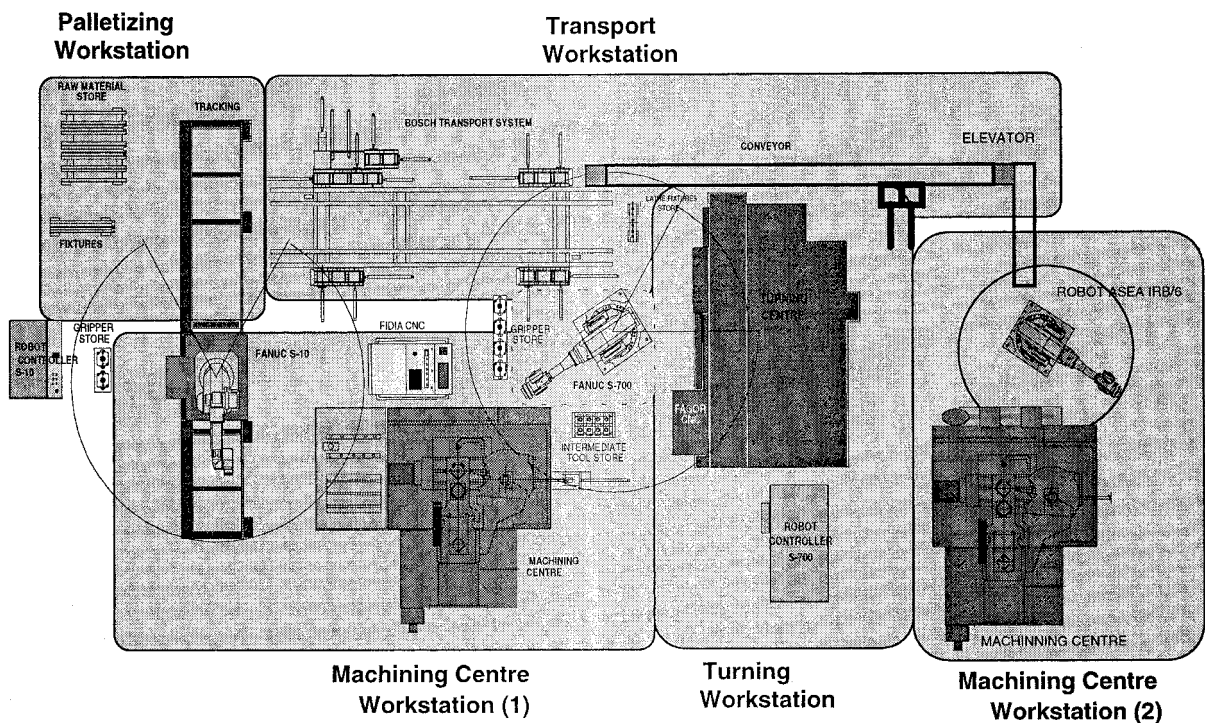 Palletizing
Workstation
Transport
Workstation
RAW MATERIAL
STORE
TRACKING
BOSCH TRANSPORT SYSTEM
CONVEYOR
ELEVATOR
LATHE FIXTURES
STORE
FIXTURES
ROBOT
CONTROLLER
S-10
GRIPPER
STORE
FANUC S-10
FIDIA CNC
GRIPPER
STORE
FANUC S-700
TURNING
CENTRE
ROBOT ASEA IRB/6
FAGOR
CNC
INTERMEDIATE
TOOL STORE
ROBOT
CONTROLLER
S-700
MACHINING
CENTRE
MACHINNING CENTRE
Machining Centre
Workstation (1)
Turning
Workstation
Machining Centre
Workstation (2)